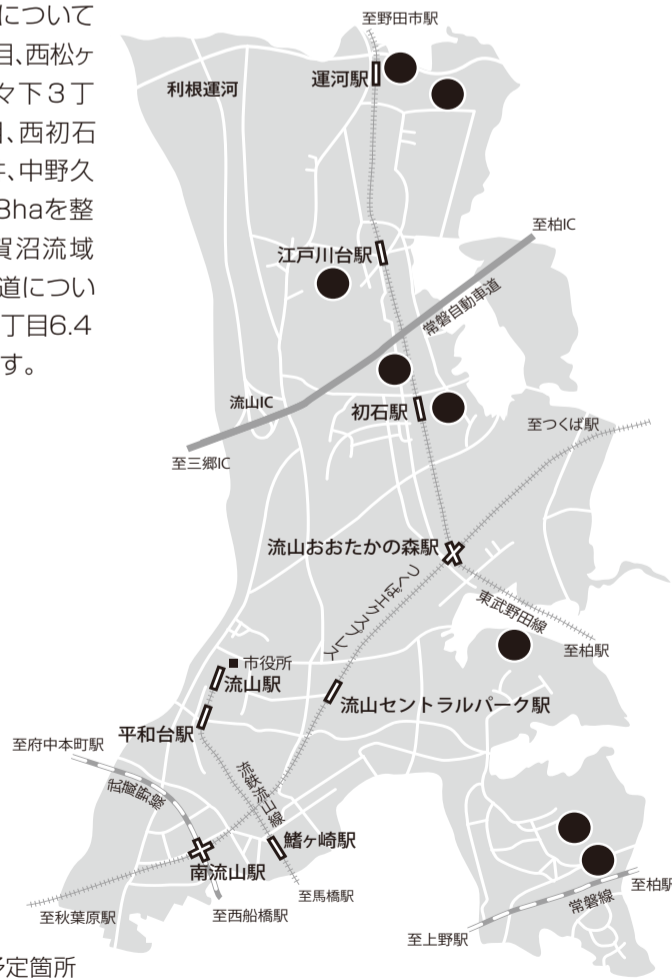 について
目、西松ヶ
々下３丁
目、西初石
、中野久
8haを整
賀沼流域
道につい
丁目6.4
す。
至野田市駅
運河駅
利根運河
至柏IC
江戸川台駅
常磐自動車道
流山IC
初石駅
至つくば駅
至三郷IC
流山おおたかの森駅
つくばエクスプレス
東武野田線
至柏駅
■市役所
流山駅
流山セントラルパーク駅
平和台駅
至府中本町駅
武蔵野線
流鉄流山線
鰭ヶ崎駅
南流山駅
至馬橋駅
至柏駅
常磐線
至秋葉原駅
至西船橋駅
至上野駅
予定箇所